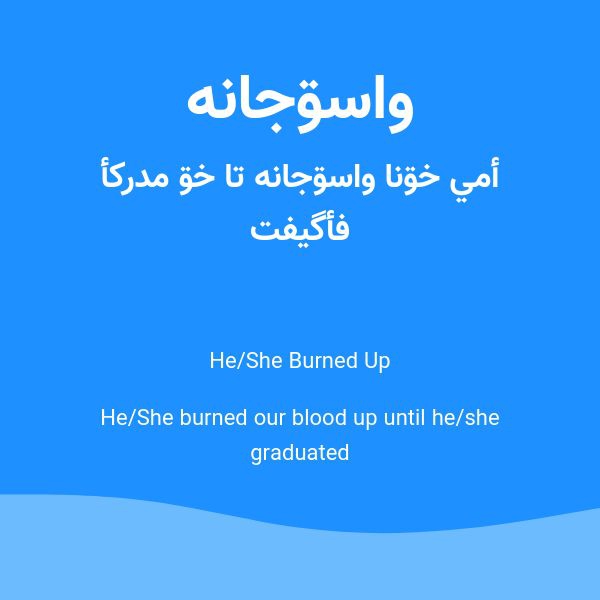 واسۊجانه
أمي خۊنا واسۊجانه تا خۊ مدرکأ
فأگيفت
He/She Burned Up
He/She burned our blood up until he/she
graduated